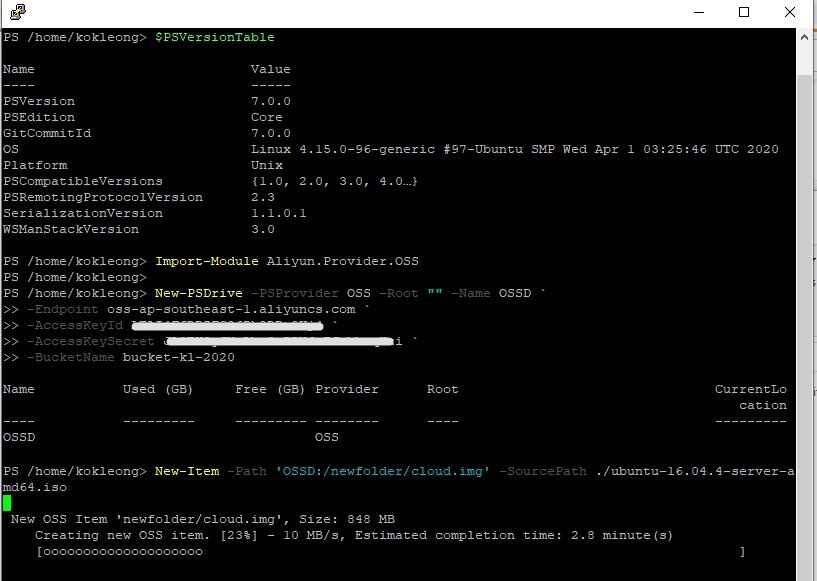 PS /home/kokleong> $PSVersionTable
Name                           Value
----                           -----
PSVersion                      7.0.0
PSEdition                      Core
GitCommitId                    7.0.0
OS                             Linux 4.15.0-96-generic #97-Ubuntu SMP Wed Apr 1 03:25:46 UTC 2020
Platform                       Unix
PSCompatibleVersions           {1.0, 2.0, 3.0, 4.0…}
PSRemotingProtocolVersion      2.3
SerializationVersion           1.1.0.1
WSManStackVersion              3.0
PS /home/kokleong> Import-Module Aliyun.Provider.OSS
PS /home/kokleong>
PS /home/kokleong> New-PSDrive -PSProvider OSS -Root "" -Name OSSD `
>> -Endpoint oss-ap-southeast-1.aliyuncs.com `
>> -AccessKeyId `
>> -AccessKeySecret `
>> -BucketName bucket-kl-2020
Name           Used (GB)     Free (GB) Provider      Root                                CurrentLo
                                                                                            cation
----           ---------     --------- --------      ----                                ---------
OSSD                                   OSS
PS /home/kokleong> New-Item -Path 'OSSD:/newfolder/cloud.img' -SourcePath ./ubuntu-16.04.4-server-a
md64.iso
 New OSS Item 'newfolder/cloud.img', Size: 848 MB
    Creating new OSS item. [23%] - 10 MB/s, Estimated completion time: 2.8 minute(s)
    [oooooooooooooooooooo                                                                   ]